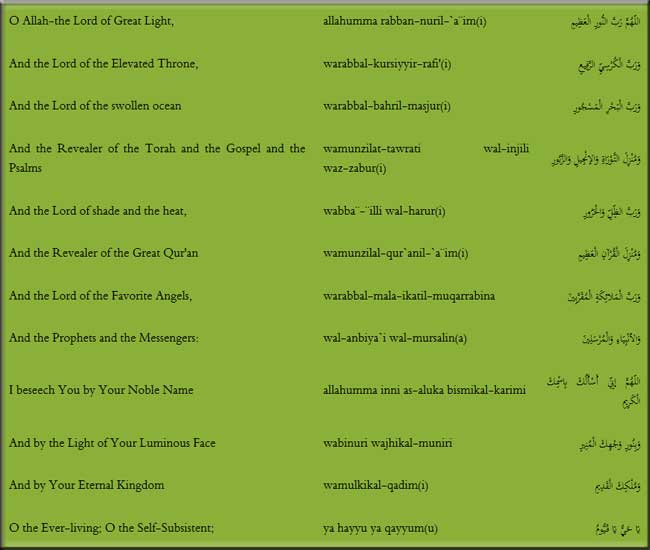 O Allah-the Lord of Great Light, allahumma rabban-nuril-`a¨im(i) اللّهُمَّ رَبَّ النُّورِ الْعَظِيمِ
And the Lord of the Elevated Throne, warabbal-kursiyyir-rafi'(i) وَرَبَّ الْكُرْسِيِّ الرَّفِيعِ
And the Lord of the swollen ocean warabbal-bahril-masjur(i) وَرَبَّ الْبَحْرِ الْمَسْجُورِ
And the Revealer of the Torah and the Gospel and the wamunzilat-tawrati wal-injili وَمُنْزِلَ التَّوْرَاةِ وَالإِنْجِيلِ وَالزَّبُورِ
Psalms waz-zabur(i)
And the Lord of shade and the heat, wabba¨-¨illi wal-harur(i) وَرَبَّ الظِّلِّ وَالْحَرُورِ
And the Revealer of the Great Qur'an wamunzilal-qur`anil-`a¨im(i) وَمُنْزِلَ الْقُرْآنِ الْعَظِيمِ
And the Lord of the Favorite Angels, warabbal-mala-ikatil-muqarrabina وَرَبَّ الْمَلَائِكَةِ الْمُقَرَّبِينَ
And the Prophets and the Messengers: wal-anbiya`i wal-mursalin(a) وَالأَنْبِيَاءِ وَالْمُرْسَلِينَ
I beseech You by Your Noble Name allahumma inni as-aluka bismikal-karimi اللّهُمَّ إِنِّي أَسْأَلُكَ بِاسْمِكَ
الْكَرِيمِ
And by the Light of Your Luminous Face wabinuri wajhikal-muniri وَبِنُورِ وَجْهِكَ الْمُنِيرِ
And by Your Eternal Kingdom wamulkikal-qadim(i) وَمُلْكِكَ الْقَدِيمِ
O the Ever-living; O the Self-Subsistent; ya hayyu ya qayyum(u) يَا حَيُّ يَا قَيُّومُ